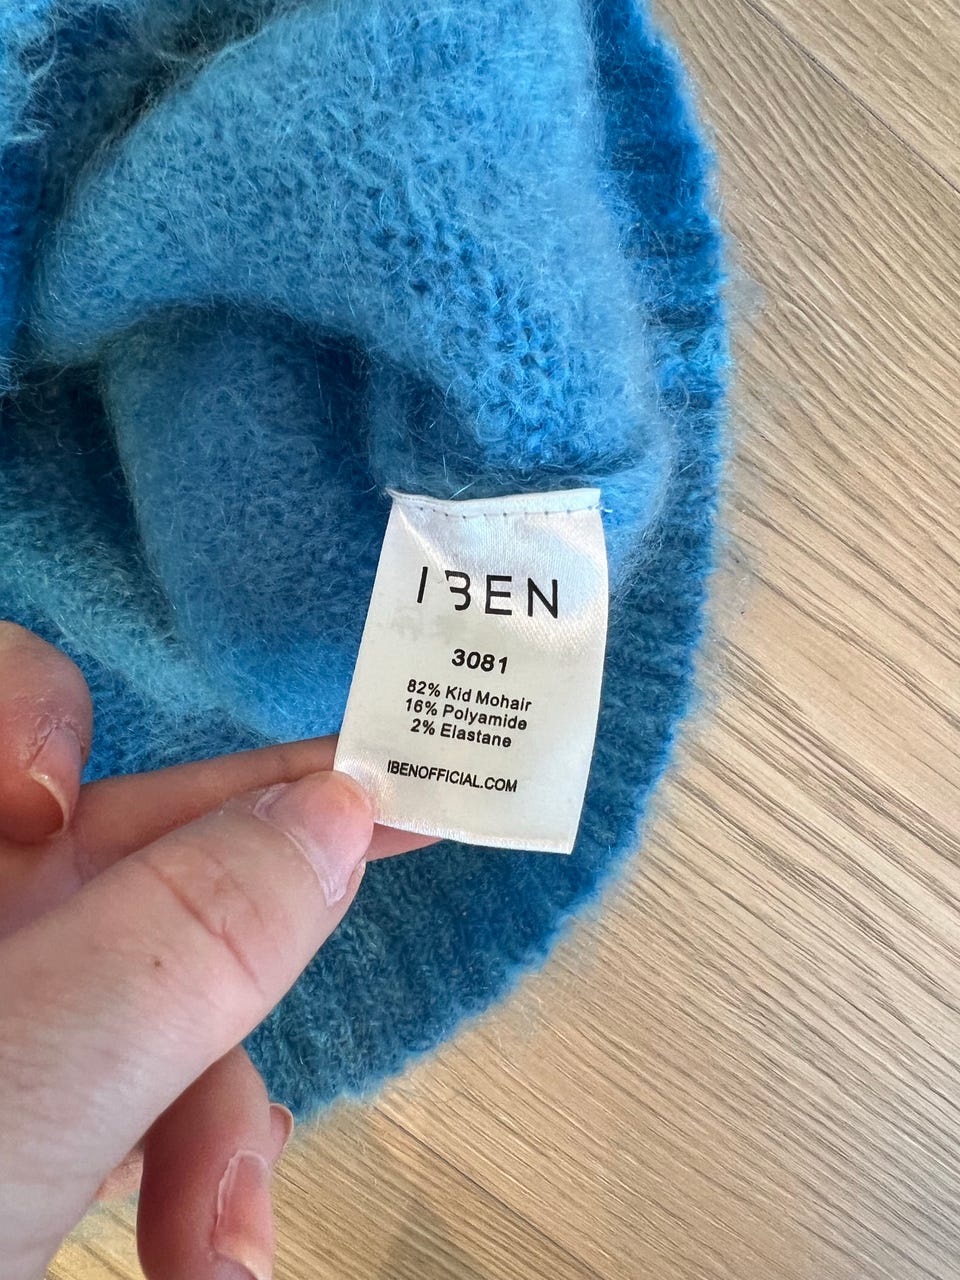 IBEN
3081
82% Kid Mohair
16% Polyamide
2% Elastane
IBENOFFICIAL.COM